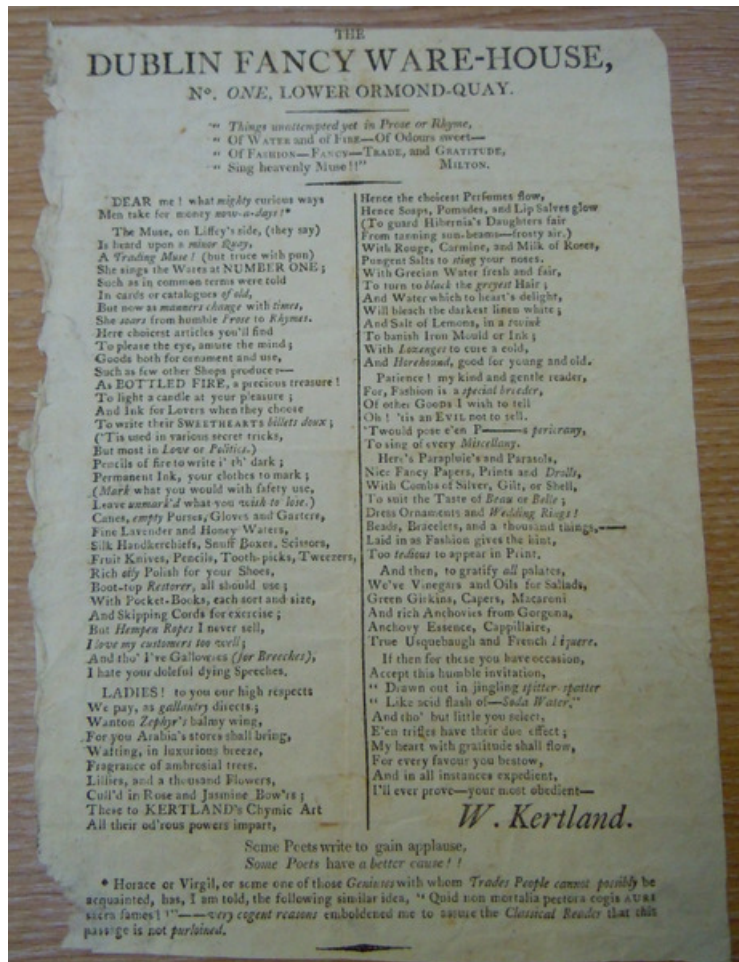 THE
DUBLIN FANCY WARE-HOUSE,
No. ONE, LOWER ORMOND-QUAY.
“ Things unattempted yet in Prose or Rhyme,
“ Of WATER and of FIRE—Of Odours sweet—
“ Of FASHION—FANCY—TRADE, and GRATITUDE,
“ Sing heavenly Muse!!” MILTON.
DEAR me! what mighty curious ways
Men take for money now-a-days!*
The Muse, on Liffey's side, (they say)
Is heard upon a minor Quay,
A Trading Muse! (but truce with pun)
She sings the Wares at NUMBER ONE;
Such as in common terms were told
In cards or catalogues of old,
But now as manners change with times,
She soars from humble Prose to Rhymes.
Here choicest articles you'll find
To please the eye, amuse the mind;
Goods both for ornament and use,
Such as few other Shops produce:—
As BOTTLED FIRE, a precious treasure!
To light a candle at your pleasure;
And Ink for Lovers when they choose
To write their SWEETHEARTS billets doux;
('Tis used in various secret tricks,
But most in Love or Politics.)
Pencils of fire to write i' th' dark;
Permanent Ink, your clothes to mark;
(Mark what you would with safety use,
Leave unmark'd what you wish to lose.)
Canes, empty Purses, Gloves and Garters,
Fine Lavender and Honey Waters,
Silk Handkerchiefs, Snuff Boxes, Scissors,
Fruit Knives, Pencils, Tooth-picks, Tweezers,
Rich oily Polish for your Shoes,
Boot-top Restorer, all should use;
With Pocket-Books, each sort and size,
And Skipping Cords for exercise;
But Hempen Ropes I never sell,
I love my customers too well;
And tho' I've Gallowses (for Breeches),
I hate your doleful dying Speeches.
LADIES! to you our high respects
We pay, as gallantry directs;
Wanton Zephyr's balmy wing,
For you Arabia's stores shall bring,
Wafting, in luxurious breeze,
Fragrance of ambrosial trees.
Lillies, and a thousand Flowers,
Cull'd in Rose and Jasmine Bow'rs;
These to KERTLAND's Chymic Art
All their od'rous powers impart,
Hence the choicest Perfumes flow,
Hence Soaps, Pomades, and Lip Salves glow
(To guard Hibernia's Daughters fair
From tanning sun-beams—frosty air.)
With Rouge, Carmine, and Milk of Roses,
Pungent Salts to sting your noses.
With Grecian Water fresh and fair,
To turn to black the greyest Hair;
And Water which to heart's delight,
Will bleach the darkest linen white;
And Salt of Lemons, in a twink
To banish Iron Mould or Ink;
With Lozenges to cure a cold,
And Horehound, good for young and old.
Patience! my kind and gentle reader,
For, Fashion is a special breeder,
Of other Goods I wish to tell
Oh! 'tis an EVIL not to sell.
'Twould pose e'en P———s pericrany,
To sing of every Miscellany.
Here's Parapluie's and Parasols,
Nice Fancy Papers, Prints and Drolls,
With Combs of Silver, Gilt, or Shell,
To suit the Taste of Beau or Belle;
Dress Ornaments and Wedding Rings!
Beads, Bracelets, and a thousand things,——
Laid in as Fashion gives the hint,
Too tedious to appear in Print.
And then, to gratify all palates,
We've Vinegars and Oils for Sallads,
Green Girkins, Capers, Macaroni
And rich Anchovies from Gorgona,
Anchovy Essence, Cappillaire,
True Usquebaugh and French liquere.
If then for these you have occasion,
Accept this humble invitation,
“ Drawn out in jingling spitter-spatter
“ Like acid flash of—Soda Water,”
And tho' but little you select,
E'en trifles have their due effect;
My heart with gratitude shall flow,
For every favour you bestow,
And in all instances expedient,
I'll ever prove—your most obedient—
W. Kertland.
Some Poets write to gain applause,
Some Poets have a better cause!!
* Horace or Virgil, or some one of those Geniuses with whom Trades People cannot possibly be
acquainted, has, I am told, the following similar idea, “ Quid non mortalia pectora cogis AURI
sacra fames!!”——very cogent reasons emboldened me to assure the Classical Reader that this
passage is not purloined.